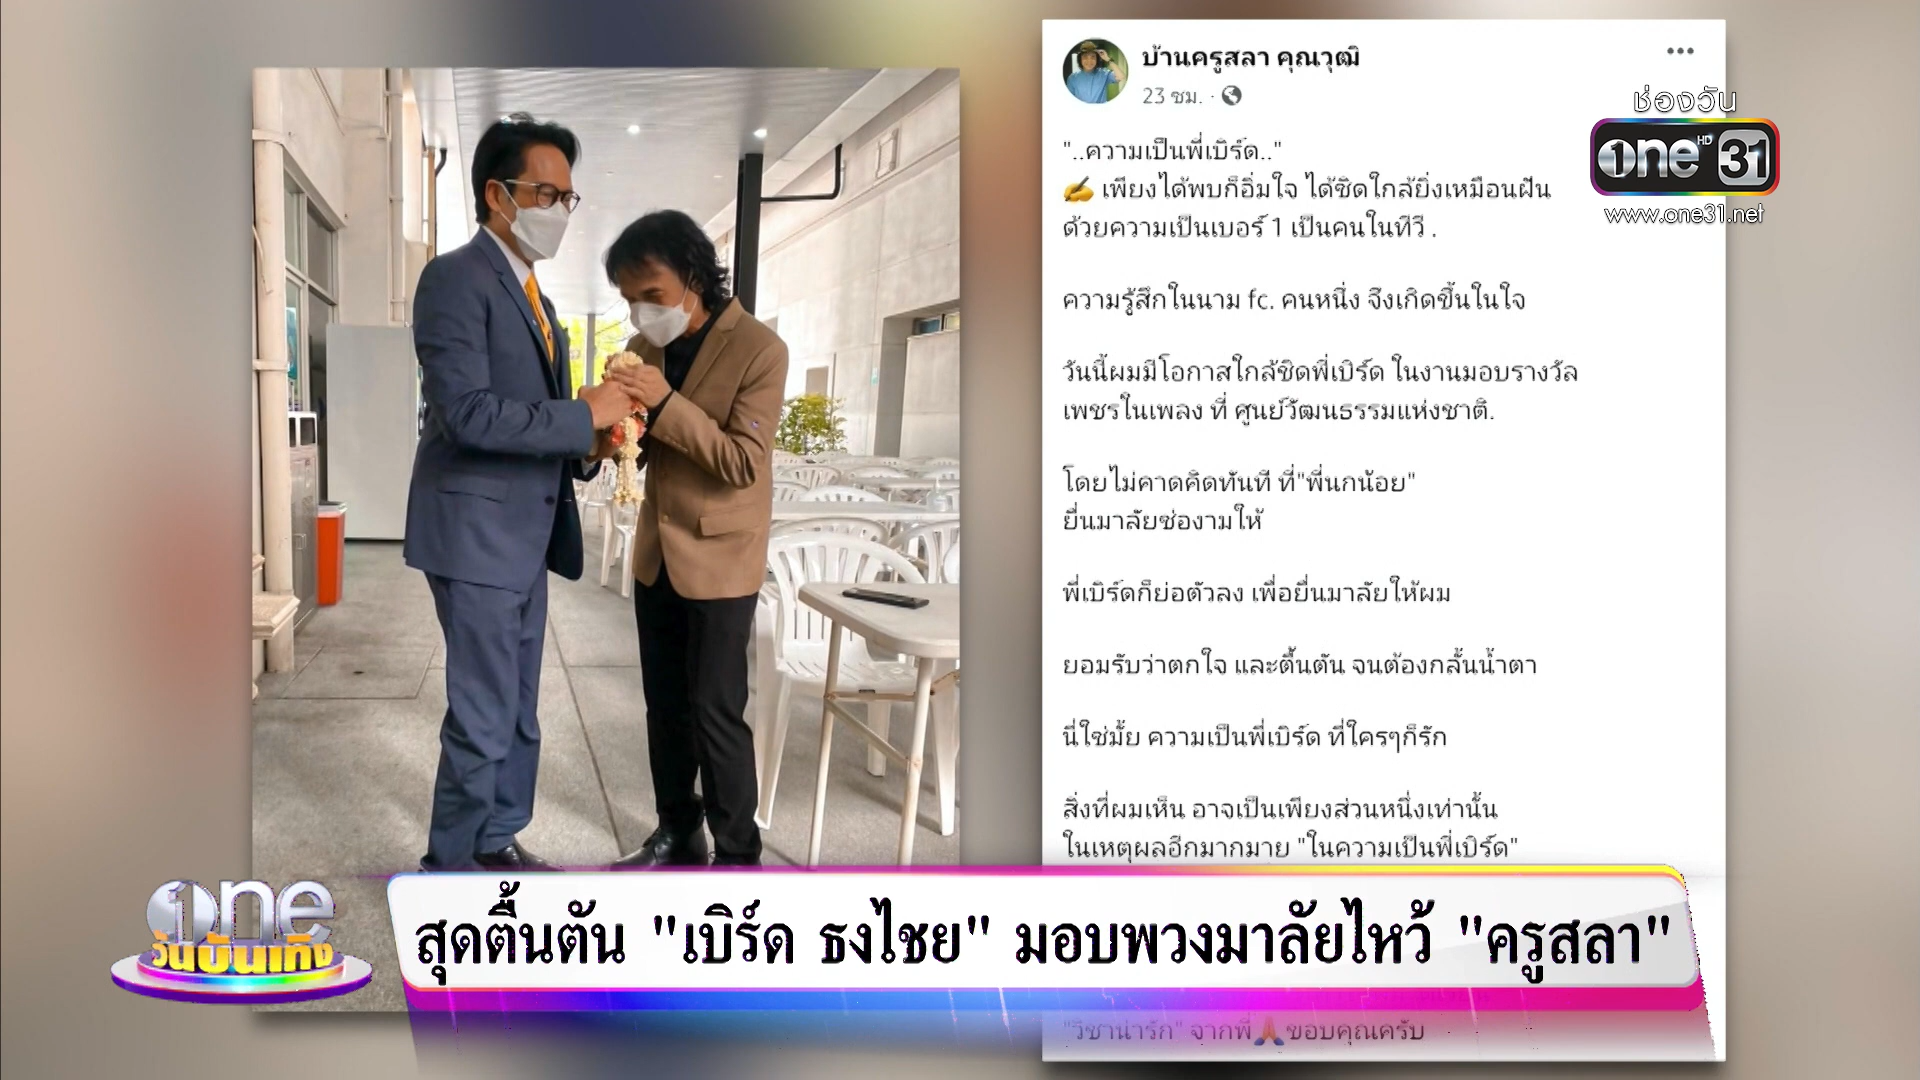 บ้านครูสลา คุณวุฒิ
23 ชม. ·
ช่องวัน
one HD 31
www.one31.net
"..ความเป็นพี่เบิร์ด.."
✍ เพียงได้พบก็อิ่มใจ ได้ชิดใกล้ยิ่งเหมือนฝัน
ด้วยความเป็นเบอร์ 1 เป็นคนในทีวี .
ความรู้สึกในนาม fc. คนหนึ่ง จึงเกิดขึ้นในใจ
วันนี้ผมมีโอกาสใกล้ชิดพี่เบิร์ด ในงานมอบรางวัล
เพชรในเพลง ที่ ศูนย์วัฒนธรรมแห่งชาติ.
โดยไม่คาดคิดทันที ที่"พี่นกน้อย"
ยื่นมาลัยช่องามให้
พี่เบิร์ดก็ย่อตัวลง เพื่อยื่นมาลัยให้ผม
ยอมรับว่าตกใจ และตื้นตัน จนต้องกลั้นน้ำตา
นี่ใช่มั้ย ความเป็นพี่เบิร์ด ที่ใครๆก็รัก
สิ่งที่ผมเห็น อาจเป็นเพียงส่วนหนึ่งเท่านั้น
ในเหตุผลอีกมากมาย "ในความเป็นพี่เบิร์ด"
one
วันบันเทิง
สุดตื้นตัน "เบิร์ด ธงไชย" มอบพวงมาลัยไหว้ "ครูสลา"
"วิชาน่ารัก" จากพี่🙏ขอบคุณครับ